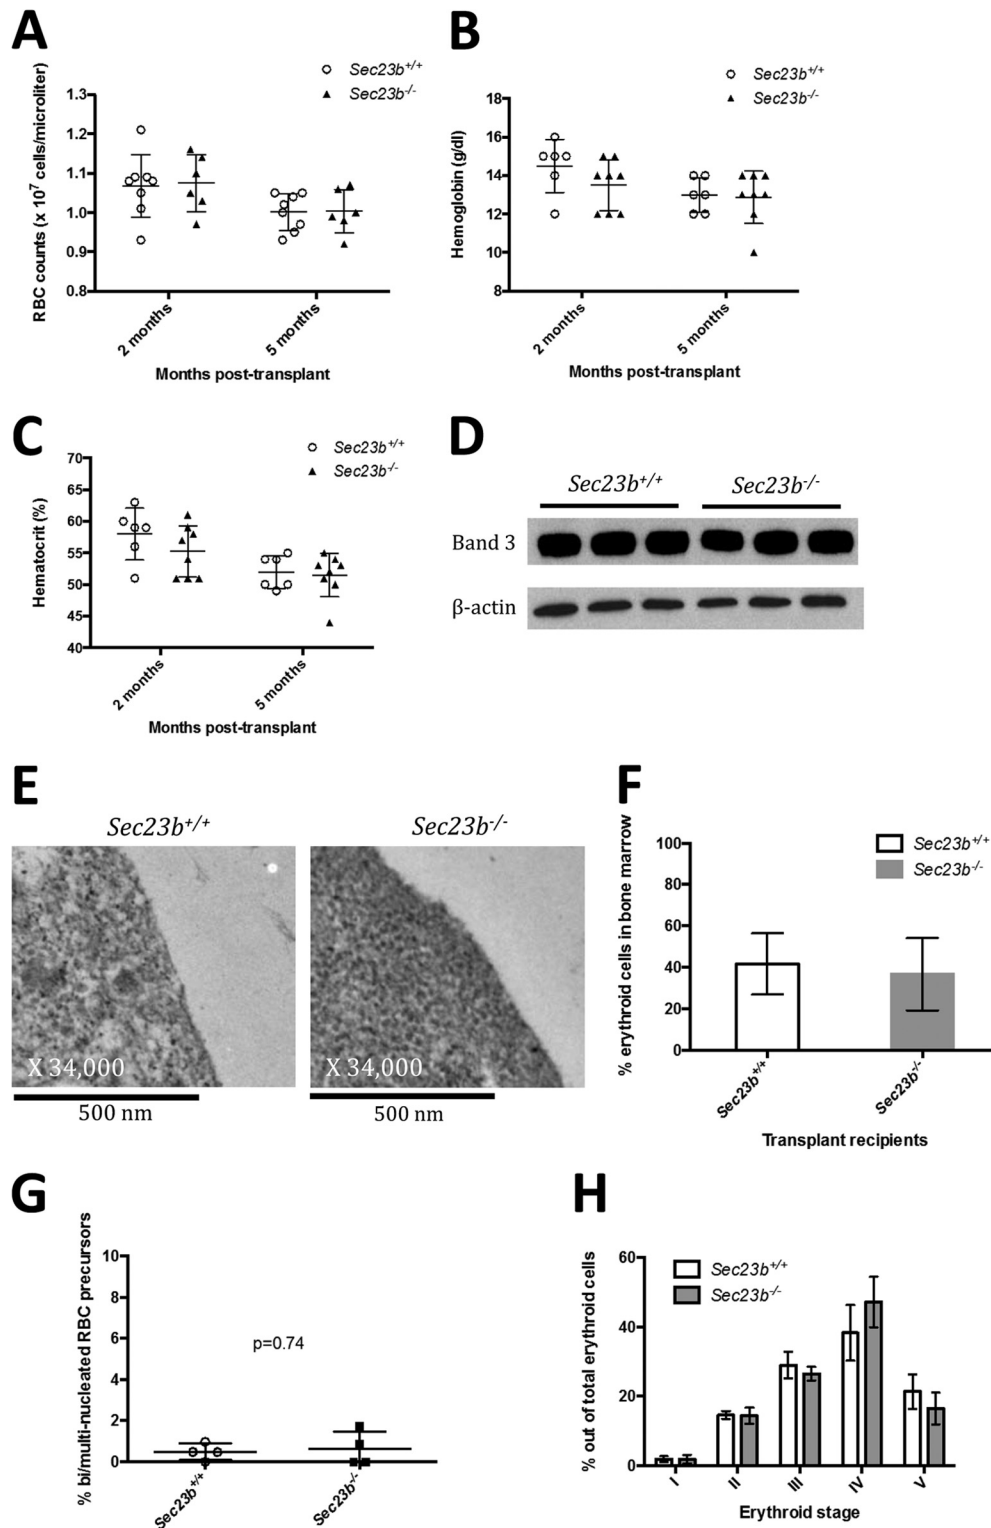 A
Sec23b+/+
Sec23b-/-
RBC counts (x 10⁷ cells/microliter)
1.3
1.2
1.1
1.0
0.9
0.8
2 months
5 months
Months post-transplant
B
Sec23b+/+
Sec23b-/-
Hemoglobin (g/dl)
16
14
12
10
8
2 months
5 months
Months post-transplant
C
Sec23b+/+
Sec23b-/-
Hematocrit (%)
70
65
60
55
50
45
40
2 months
5 months
Months post-transplant
D
Sec23b+/+ Sec23b-/-
Band 3
β-actin
E
Sec23b+/+ Sec23b-/-
X 34,000 X 34,000
500 nm 500 nm
F
Sec23b+/+
Sec23b-/-
% erythroid cells in bone marrow
100
80
60
40
20
0
Sec23b+/+ Sec23b-/-
Transplant recipients
G
% bi/multi-nucleated RBC precursors
10
8
6
4
2
0
p=0.74
Sec23b+/+ Sec23b-/-
H
Sec23b+/+
Sec23b-/-
% out of total erythroid cells
60
40
20
0
I II III IV V
Erythroid stage